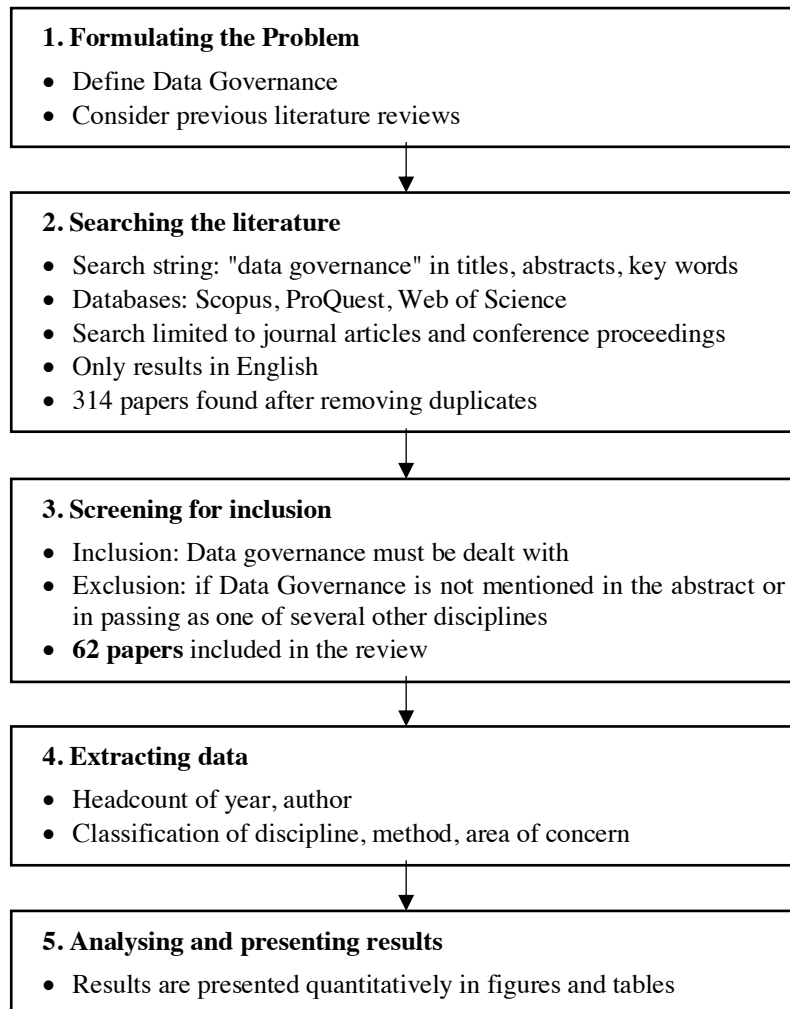 1. Formulating the Problem
• Define Data Governance
• Consider previous literature reviews
2. Searching the literature
• Search string: "data governance" in titles, abstracts, key words
• Databases: Scopus, ProQuest, Web of Science
• Search limited to journal articles and conference proceedings
• Only results in English
• 314 papers found after removing duplicates
3. Screening for inclusion
• Inclusion: Data governance must be dealt with
• Exclusion: if Data Governance is not mentioned in the abstract or
in passing as one of several other disciplines
• 62 papers included in the review
4. Extracting data
• Headcount of year, author
• Classification of discipline, method, area of concern
5. Analysing and presenting results
• Results are presented quantitatively in figures and tables